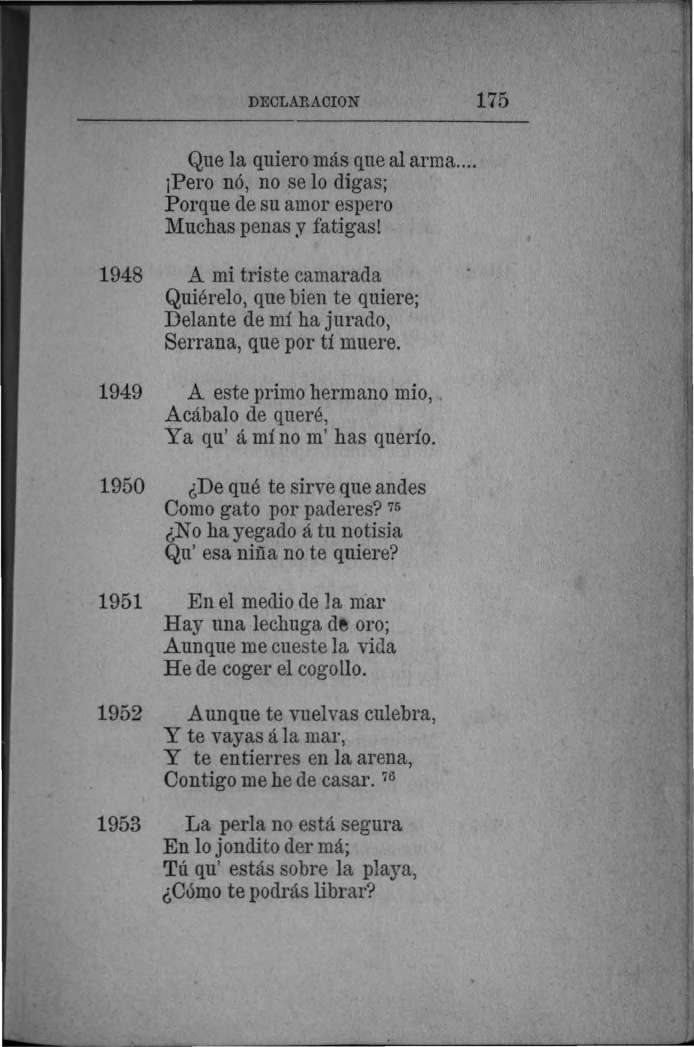 DECLARACION 175
Que la quiero más que al arma....
¡Pero nó, no se lo digas;
Porque de su amor espero
Muchas penas y fatigas!
1948 A mi triste camarada
Quiérelo, que bien te quiere;
Delante de mí ha jurado,
Serrana, que por tí muere.
1949 A este primo hermano mio,
Acábalo de queré,
Ya qu' á mí no m' has querío.
1950 ¿De qué te sirve que andes
Como gato por paderes? 75
¿No ha yegado á tu notisia
Qu' esa niña no te quiere?
1951 En el medio de la mar
Hay una lechuga de oro;
Aunque me cueste la vida
He de coger el cogollo.
1952 Aunque te vuelvas culebra,
Y te vayas á la mar,
Y te entierres en la arena,
Contigo me he de casar. 76
1953 La perla no está segura
En lo jondito der má;
Tú qu' estás sobre la playa,
¿Cómo te podrás librar?